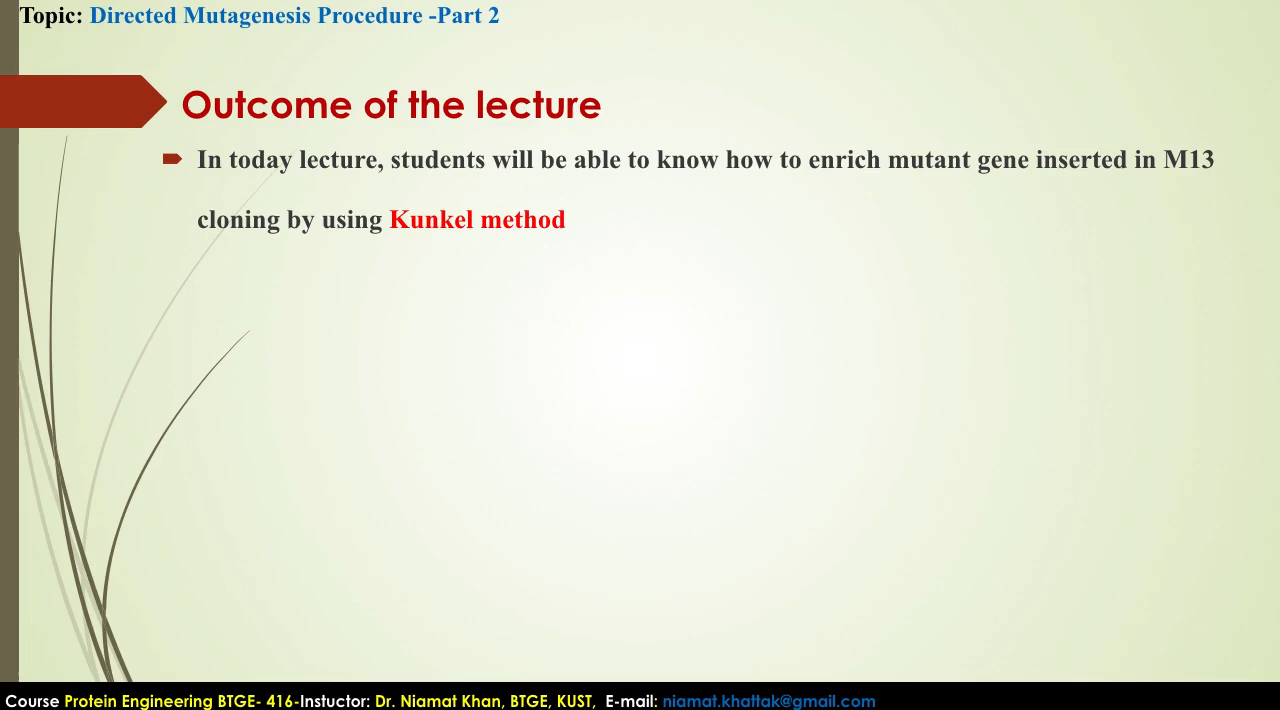 Topic: Directed Mutagenesis Procedure -Part 2
Outcome of the lecture
In today lecture, students will be able to know how to enrich mutant gene inserted in M13
cloning by using Kunkel method
Course Protein Engineering BTGE- 416-Instuctor: Dr. Niamat Khan, BTGE, KUST, E-mail: niamat.khattak@gmail.com